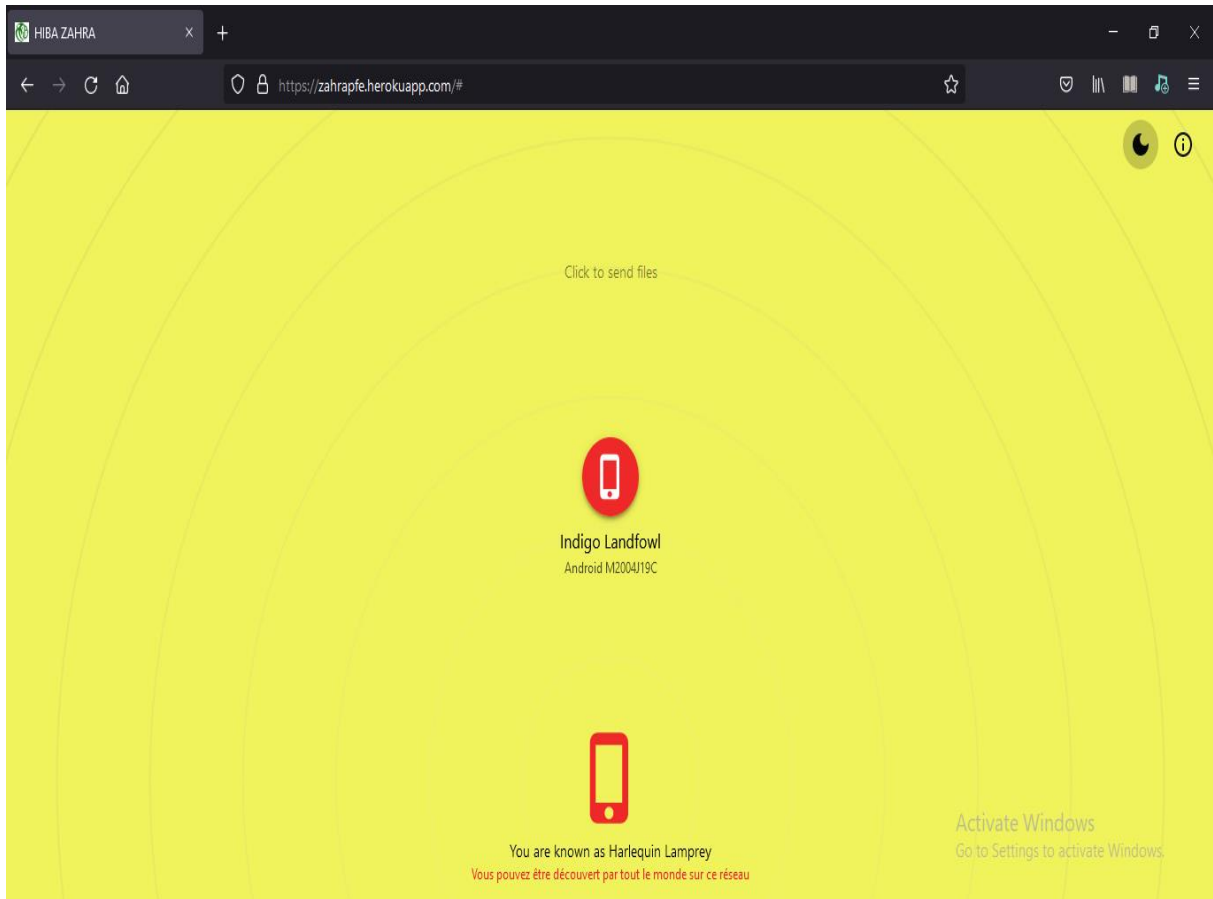 HIBA ZAHRA
https://zahrapfe.herokuapp.com/#
Click to send files
Indigo Landfowl
Android M2004J19C
You are known as Harlequin Lamprey
Vous pouvez être découvert par tout le monde sur ce réseau
Activate Windows
Go to Settings to activate Windows.